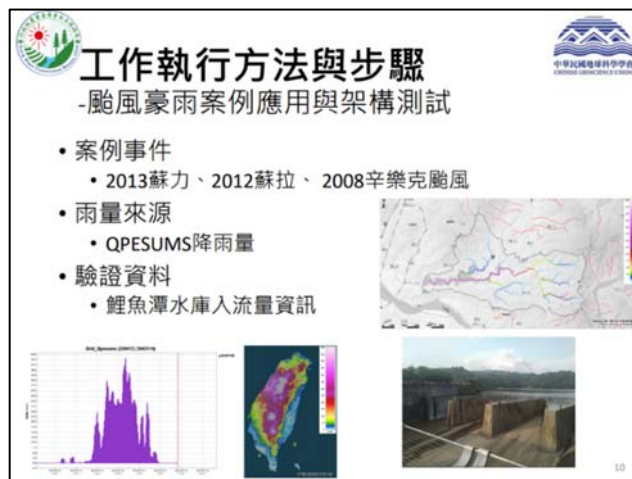 工作執行方法與步驟
-颱風豪雨案例應用與架構測試
中華民國地球科學學會
CHINESE GEOSCIENCE UNION
• 案例事件
• 2013蘇力、2012蘇拉、 2008辛樂克颱風
• 雨量來源
• QPESUMS降雨量
• 驗證資料
• 鯉魚潭水庫入流量資訊
10